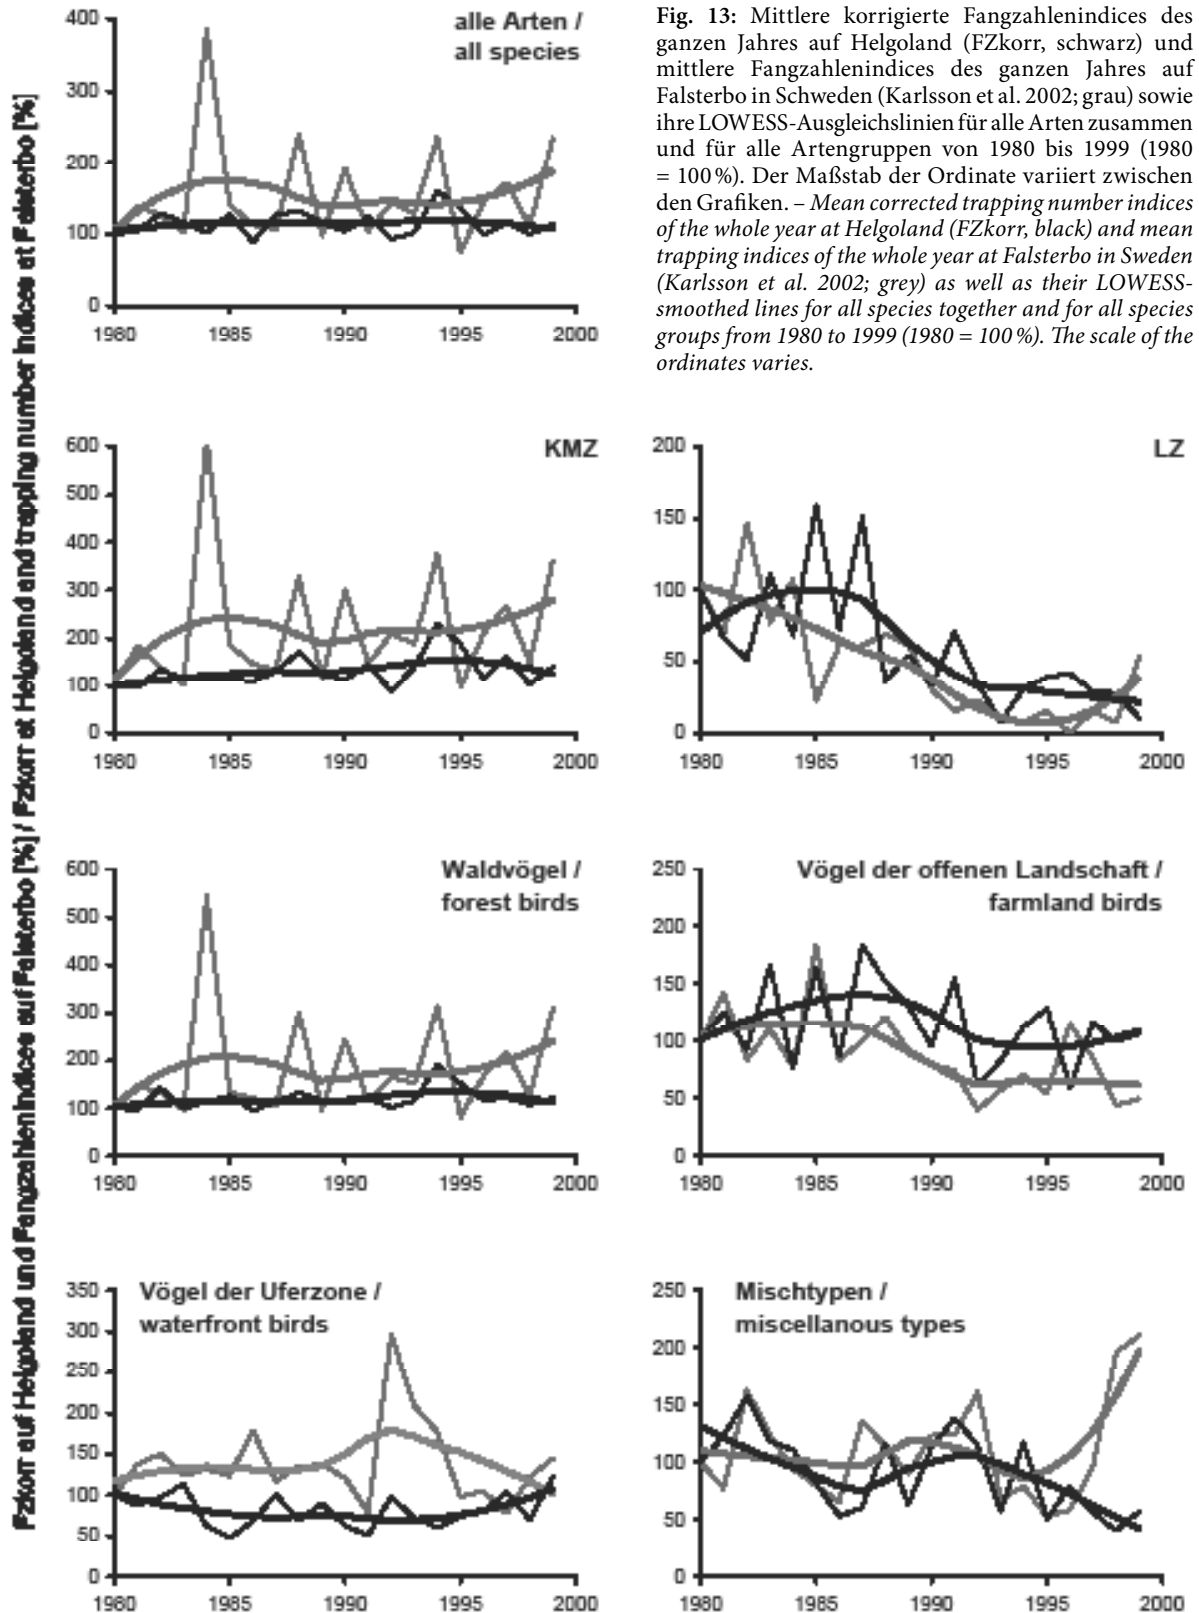 Fzkorr auf Helgoland und Fangzahlenindices auf Falsterbo [%] / Fzkorr at Helgoland and trapping number indices at Falsterbo [%]
alle Arten /
all species
400
300
200
100
0
1980 1985 1990 1995 2000
Fig. 13: Mittlere korrigierte Fangzahlenindices des
ganzen Jahres auf Helgoland (FZkorr, schwarz) und
mittlere Fangzahlenindices des ganzen Jahres auf
Falsterbo in Schweden (Karlsson et al. 2002; grau) sowie
ihre LOWESS-Ausgleichslinien für alle Arten zusammen
und für alle Artengruppen von 1980 bis 1999 (1980
= 100 %). Der Maßstab der Ordinate variiert zwischen
den Grafiken. – Mean corrected trapping number indices
of the whole year at Helgoland (FZkorr, black) and mean
trapping indices of the whole year at Falsterbo in Sweden
(Karlsson et al. 2002; grey) as well as their LOWESS-
smoothed lines for all species together and for all species
groups from 1980 to 1999 (1980 = 100 %). The scale of the
ordinates varies.
KMZ
600
500
400
300
200
100
0
1980 1985 1990 1995 2000
LZ
200
150
100
50
0
1980 1985 1990 1995 2000
Waldvögel /
forest birds
600
500
400
300
200
100
0
1980 1985 1990 1995 2000
Vögel der offenen Landschaft /
farmland birds
250
200
150
100
50
0
1980 1985 1990 1995 2000
Vögel der Uferzone /
waterfront birds
350
300
250
200
150
100
50
0
1980 1985 1990 1995 2000
Mischtypen /
miscellanous types
250
200
150
100
50
0
1980 1985 1990 1995 2000